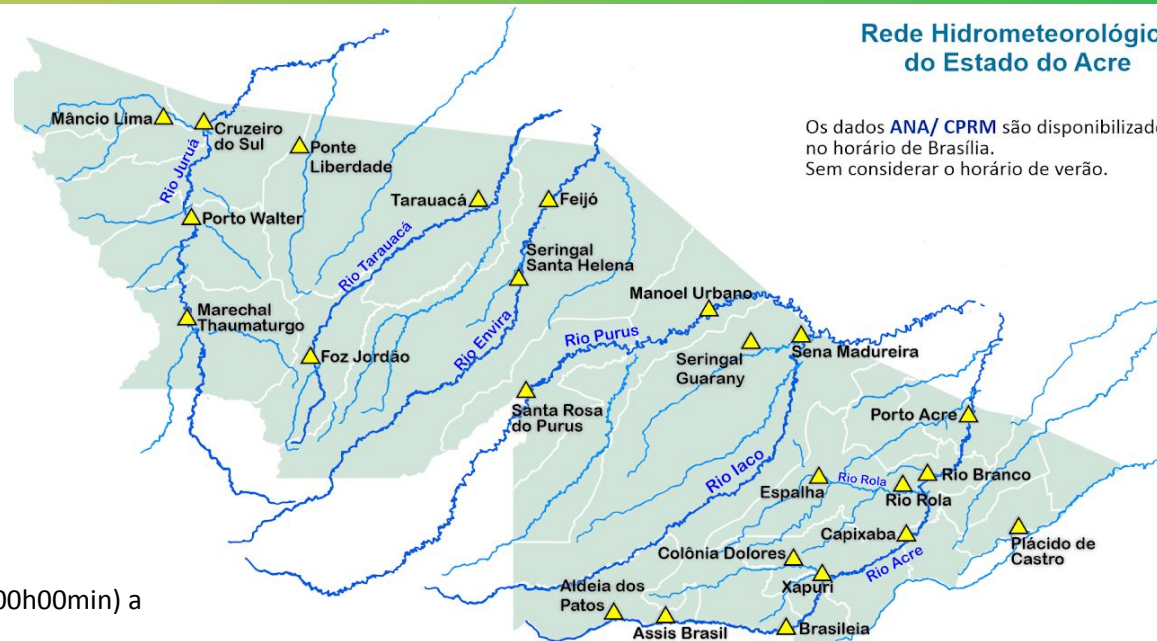 Rede Hidrometeorológic
do Estado do Acre
Os dados ANA/ CPRM são disponibilizad
no horário de Brasília.
Sem considerar o horário de verão.
Mâncio Lima
Cruzeiro
do Sul
Ponte
Liberdade
Rio Juruá
Tarauacá
Feijó
Porto Walter
Rio Tarauacá
Seringal
Santa Helena
Manoel Urbano
Marechal
Thaumaturgo
Rio Envira
Rio Purus
Foz Jordão
Seringal
Guarany
Sena Madureira
Santa Rosa
do Purus
Porto Acre
Rio Iaco
Espalha
Rio Rola
Rio Branco
Rio Rola
Capixaba
Plácido de
Castro
Colônia Dolores
Rio Acre
Xapuri
Aldeia dos
Patos
00h00min) a
Assis Brasil
Brasileia